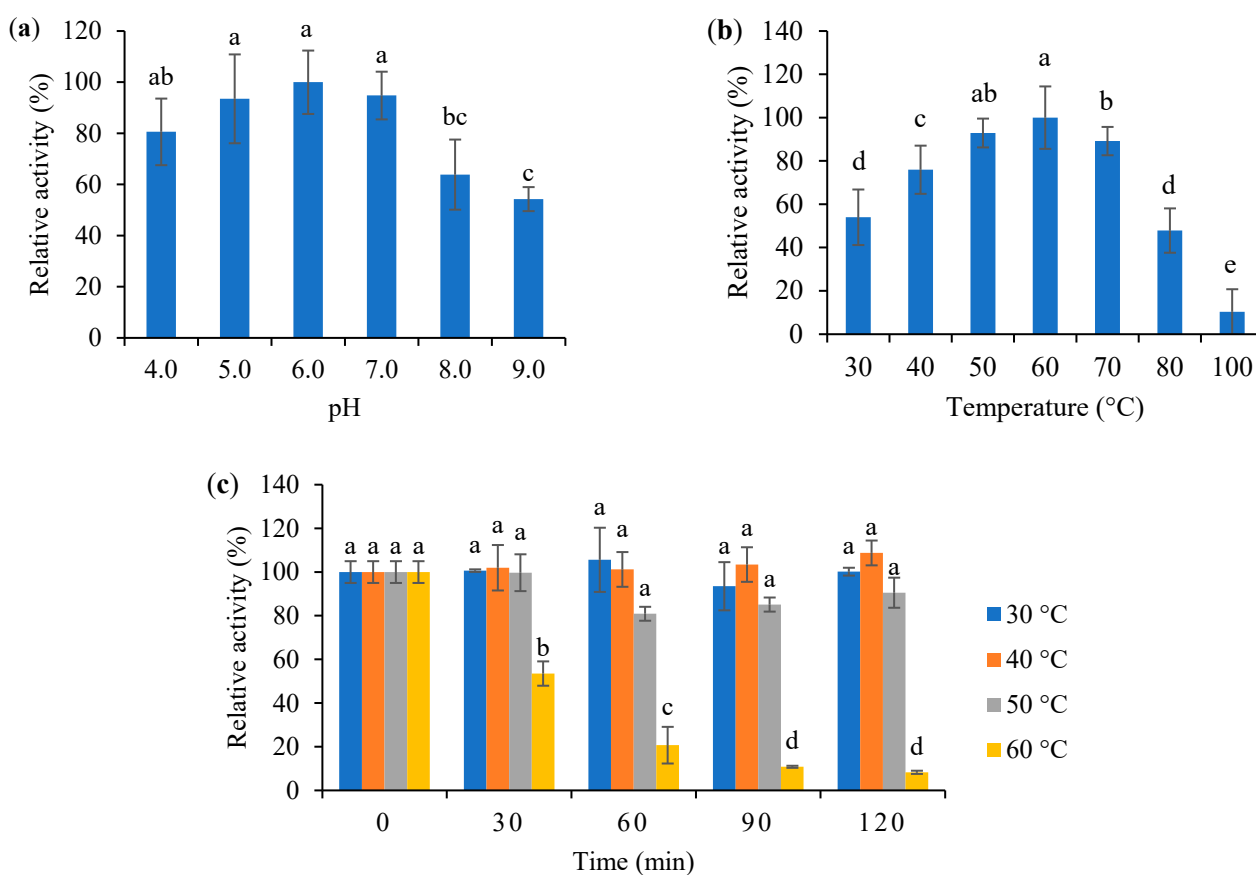 (a)
Relative activity (%)
120
100
80
60
40
20
0
ab
a
a
a
bc
c
4.0 5.0 6.0 7.0 8.0 9.0
pH
(b)
Relative activity (%)
140
120
100
80
60
40
20
0
d
c
ab
a
b
d
e
30 40 50 60 70 80 100
Temperature (°C)
(c)
Relative activity (%)
140
120
100
80
60
40
20
0
a a a a
a a a b
a a a c
a a a d
a a a d
0 30 60 90 120
Time (min)
30 °C
40 °C
50 °C
60 °C